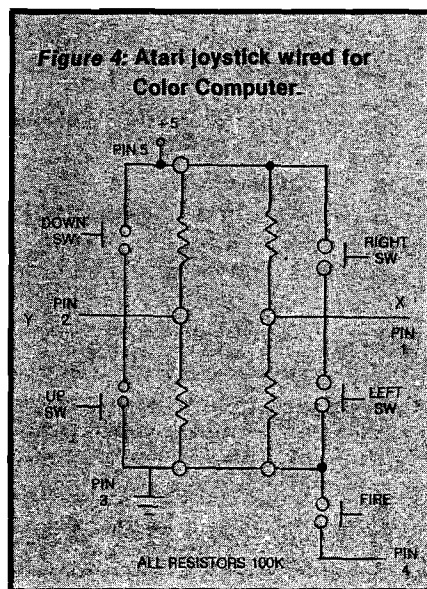 Figure 4: Atari joystick wired for
Color Computer.
+5
PIN 5
DOWN
SW
RIGHT
SW
Y
PIN
2
X
PIN
1
UP
SW
LEFT
SW
PIN
3
FIRE
ALL RESISTORS 100K
PIN
4